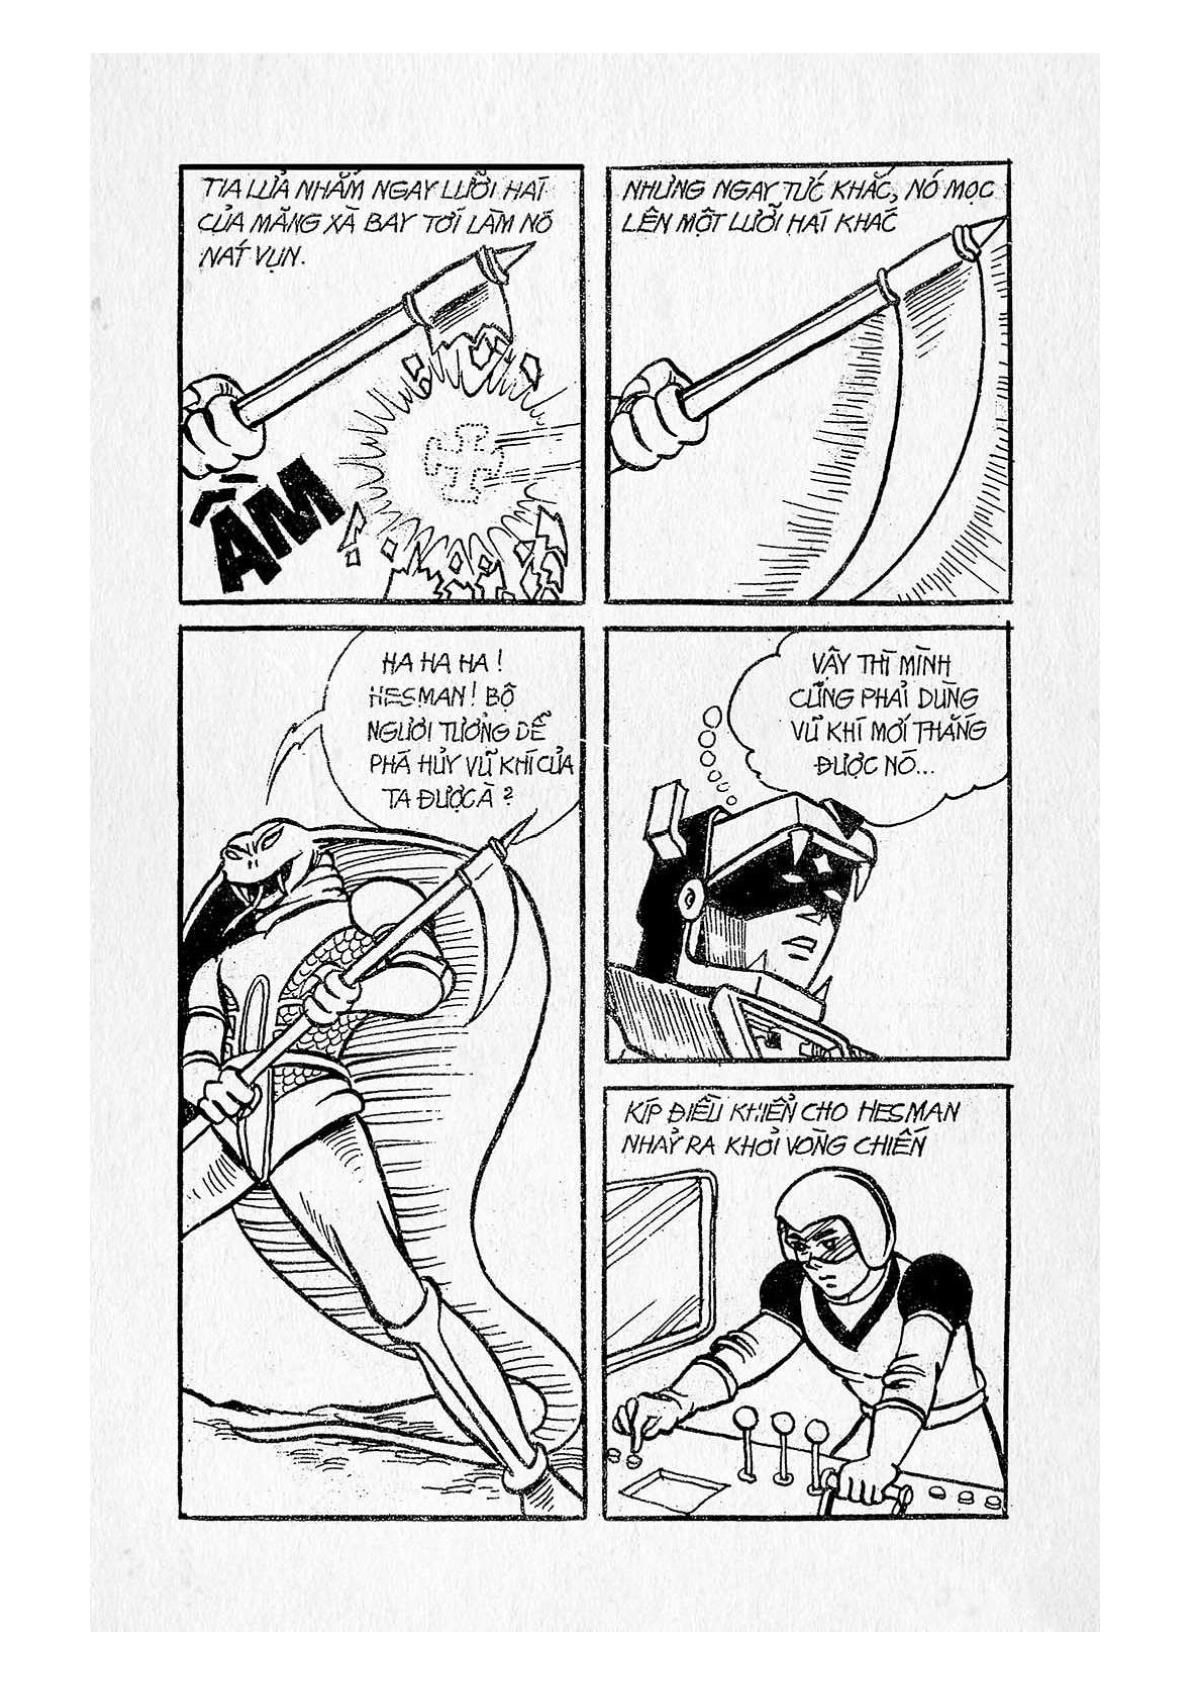 TIA LỬA NHẮM NGAY LƯỠI HÁI
CỦA MÃNG XÀ BAY TỚI LÀM NÓ
NÁT VỤN.
ẦM
NHƯNG NGAY TỨC KHẮC, NÓ MỌC
LÊN MỘT LƯỠI HÁI KHÁC
HA HA HA !
HESMAN! BỘ
NGƯƠI TƯỞNG DỄ
PHÁ HỦY VŨ KHÍ CỦA
TA ĐƯỢC À ?
VẬY THÌ MÌNH
CŨNG PHẢI DÙNG
VŨ KHÍ MỚI THẮNG
ĐƯỢC NÓ...
KÍP ĐIỀU KHIỂN CHO HESMAN
NHẢY RA KHỎI VÒNG CHIẾN